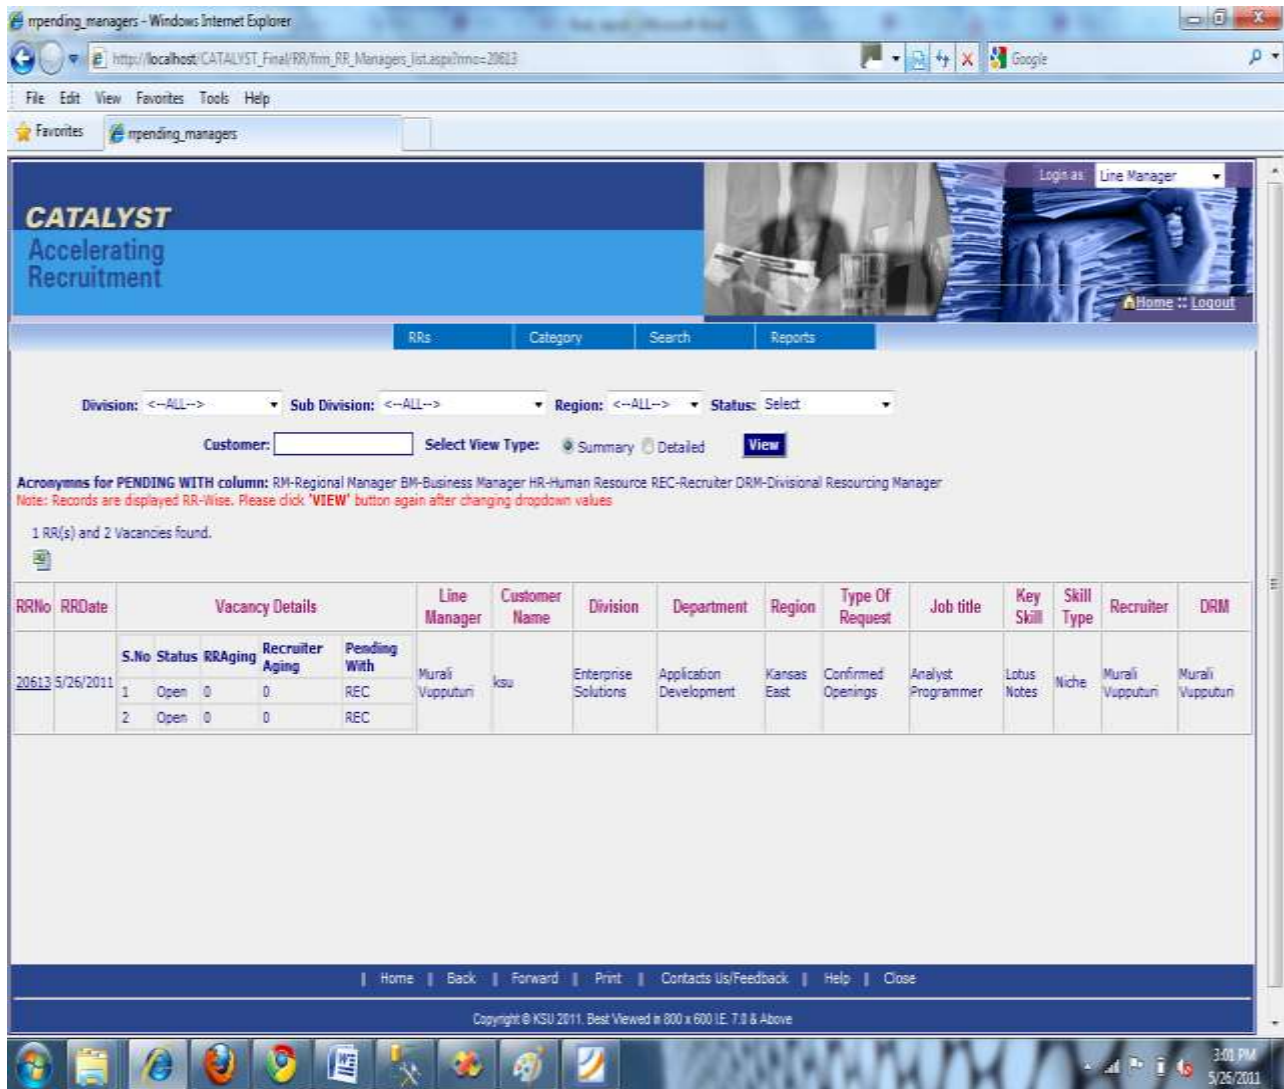 rrpending_managers - Windows Internet Explorer
http://localhost/CATALYST_Final/RR/frm_RR_Managers_list.aspx?rrno=20613
Google
File Edit View Favorites Tools Help
Favorites rrpending_managers
Login as: Line Manager
CATALYST
Accelerating
Recruitment
Home :: Logout
RRs Category Search Reports
Division: <--ALL--> Sub Division: <--ALL--> Region: <--ALL--> Status: Select
Customer: Select View Type: Summary Detailed View
Acronymns for PENDING WITH column: RM-Regional Manager BM-Business Manager HR-Human Resource REC-Recruiter DRM-Divisional Resourcing Manager
Note: Records are displayed RR-Wise. Please click 'VIEW' button again after changing dropdown values
1 RR(s) and 2 Vacancies found.
RRNo RRDate Vacancy Details Line Manager Customer Name Division Department Region Type Of Request Job title Key Skill Skill Type Recruiter DRM
S.No Status RRAging Recruiter Aging Pending With
20613 5/26/2011 1 Open 0 0 REC Murali Vupputuri ksu Enterprise Solutions Application Development Kansas East Confirmed Openings Analyst Programmer Lotus Notes Niche Murali Vupputuri Murali Vupputuri
2 Open 0 0 REC
| Home | Back | Forward | Print | Contacts Us/Feedback | Help | Close
Copyright © KSU 2011. Best Viewed in 800 x 600 I.E. 7.0 & Above
3:01 PM
5/26/2011